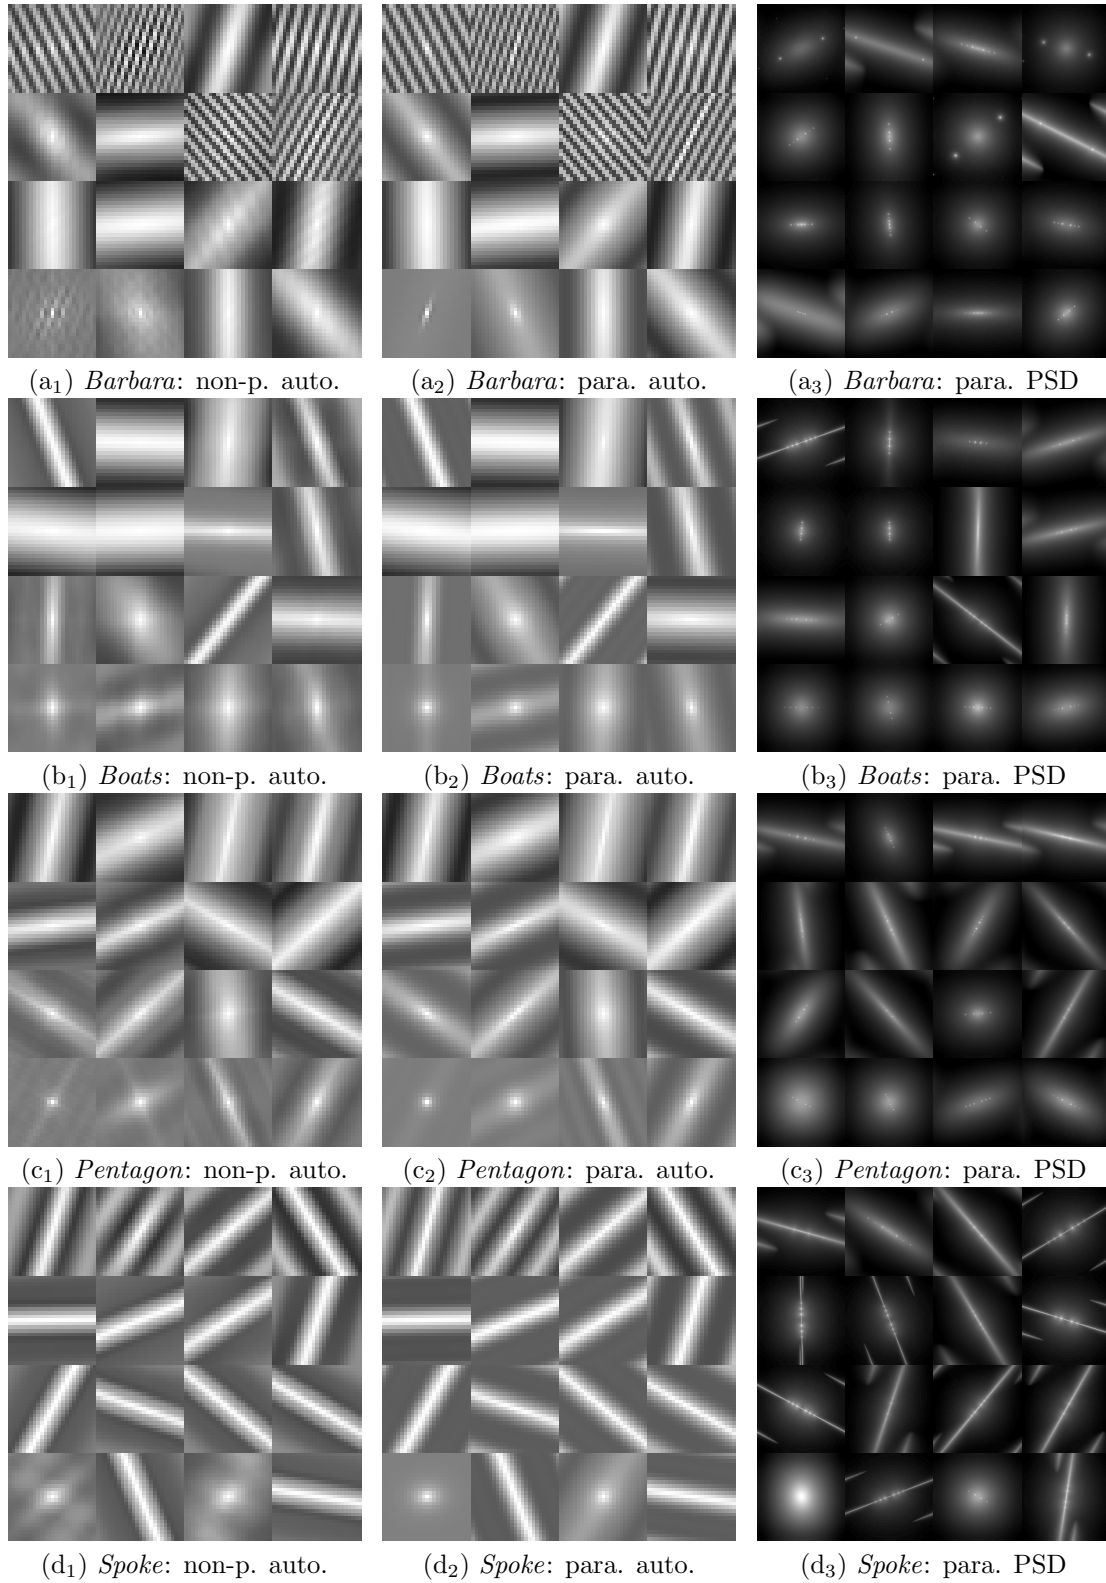 (a₁) Barbara: non-p. auto. (a₂) Barbara: para. auto. (a₃) Barbara: para. PSD
(b₁) Boats: non-p. auto. (b₂) Boats: para. auto. (b₃) Boats: para. PSD
(c₁) Pentagon: non-p. auto. (c₂) Pentagon: para. auto. (c₃) Pentagon: para. PSD
(d₁) Spoke: non-p. auto. (d₂) Spoke: para. auto. (d₃) Spoke: para. PSD